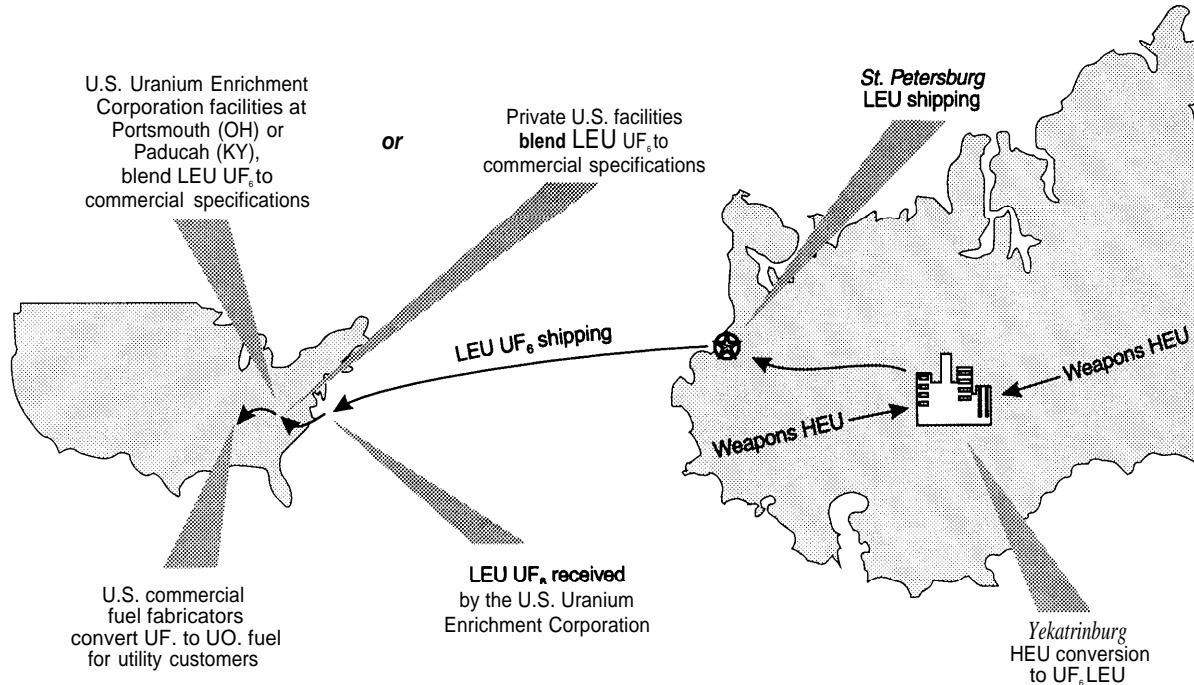 U.S. Uranium Enrichment
Corporation facilities at
Portsmouth (OH) or
Paducah (KY),
blend LEU UF₆ to
commercial specifications
or
Private U.S. facilities
blend LEU UF₆ to
commercial specifications
St. Petersburg
LEU shipping
LEU UF₆ shipping
Weapons HEU
Weapons HEU
U.S. commercial
fuel fabricators
convert UF. to UO. fuel
for utility customers
LEU UF₆ received
by the U.S. Uranium
Enrichment Corporation
Yekatrinburg
HEU conversion
to UF₆ LEU